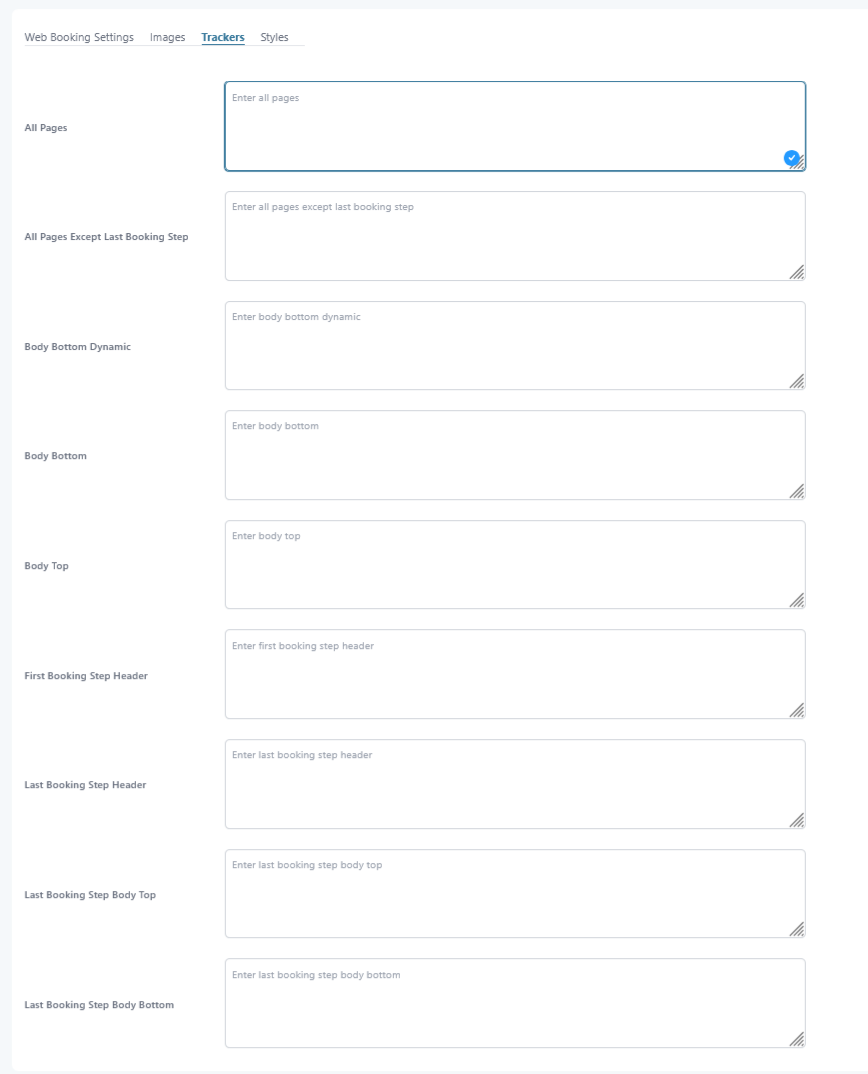 Web Booking Settings Images Trackers Styles
All Pages
Enter all pages
All Pages Except Last Booking Step
Enter all pages except last booking step
Body Bottom Dynamic
Enter body bottom dynamic
Body Bottom
Enter body bottom
Body Top
Enter body top
First Booking Step Header
Enter first booking step header
Last Booking Step Header
Enter last booking step header
Last Booking Step Body Top
Enter last booking step body top
Last Booking Step Body Bottom
Enter last booking step body bottom